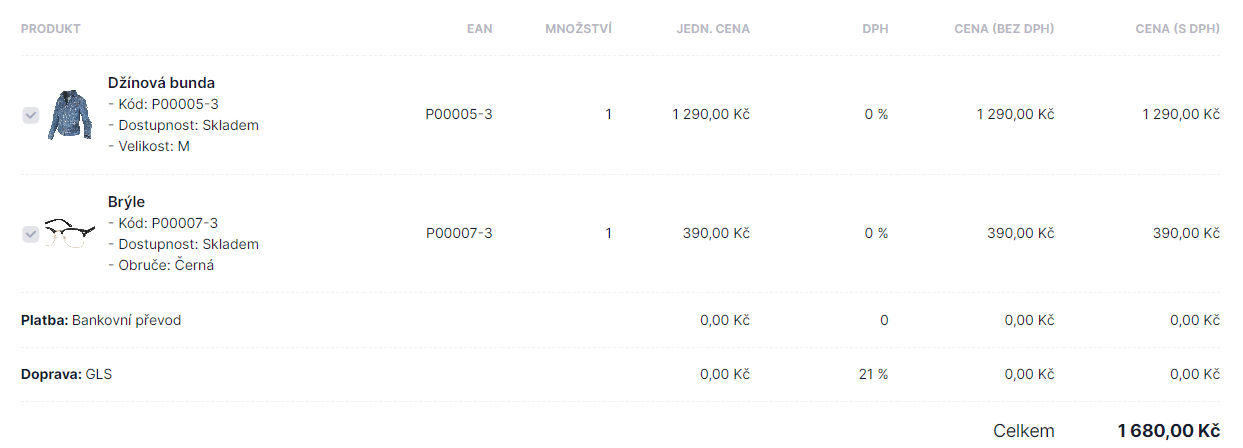 PRODUKT EAN MNOŽSTVÍ JEDN. CENA DPH CENA (BEZ DPH) CENA (S DPH)
Džínová bunda
- Kód: P00005-3
P00005-3 1 1 290,00 Kč 0 % 1 290,00 Kč 1 290,00 Kč
- Dostupnost: Skladem
- Velikost: M
Brýle
- Kód: P00007-3
P00007-3 1 390,00 Kč 0 % 390,00 Kč 390,00 Kč
- Dostupnost: Skladem
- Obruče: Černá
Platba: Bankovní převod 0,00 Kč 0 0,00 Kč 0,00 Kč
Doprava: GLS 0,00 Kč 21 % 0,00 Kč 0,00 Kč
Celkem 1 680,00 Kč